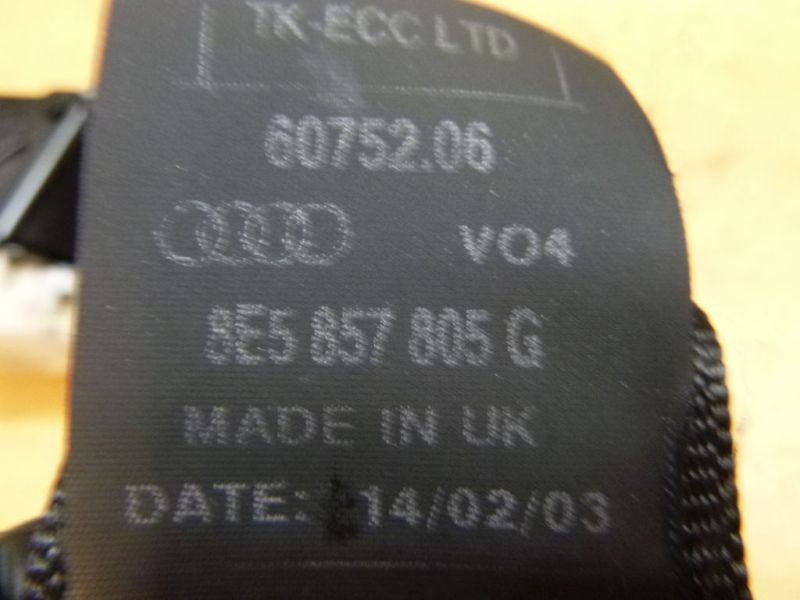 TK-ECC LTD
60752.06
VO4
8E5 857 805 G
MADE IN UK
DATE: 14/02/03